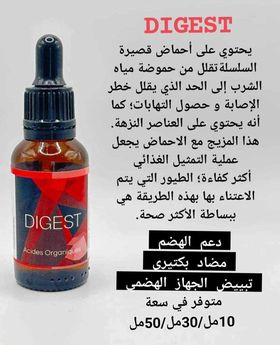 DIGEST
يحتوي على أحماض قصيرة
السلسلة تقلل من حموضة مياه
الشرب إلى الحد الذي يقلل خطر
الإصابة و حصول التهابات؛ كما
أنه يحتوي على العناصر النزهة.
هذا المزيج مع الاحماض يجعل
عملية التمثيل الغذائي
أكثر كفاءة؛ الطيور التي يتم
الاعتناء بها بهذه الطريقة هي
ببساطة الأكثر صحة.
دعم الهضم
مضاد بكتيري
تبييض الجهاز الهضمي
متوفر في سعة
10مل/30مل/50مل
DIGEST
Acides Organiques